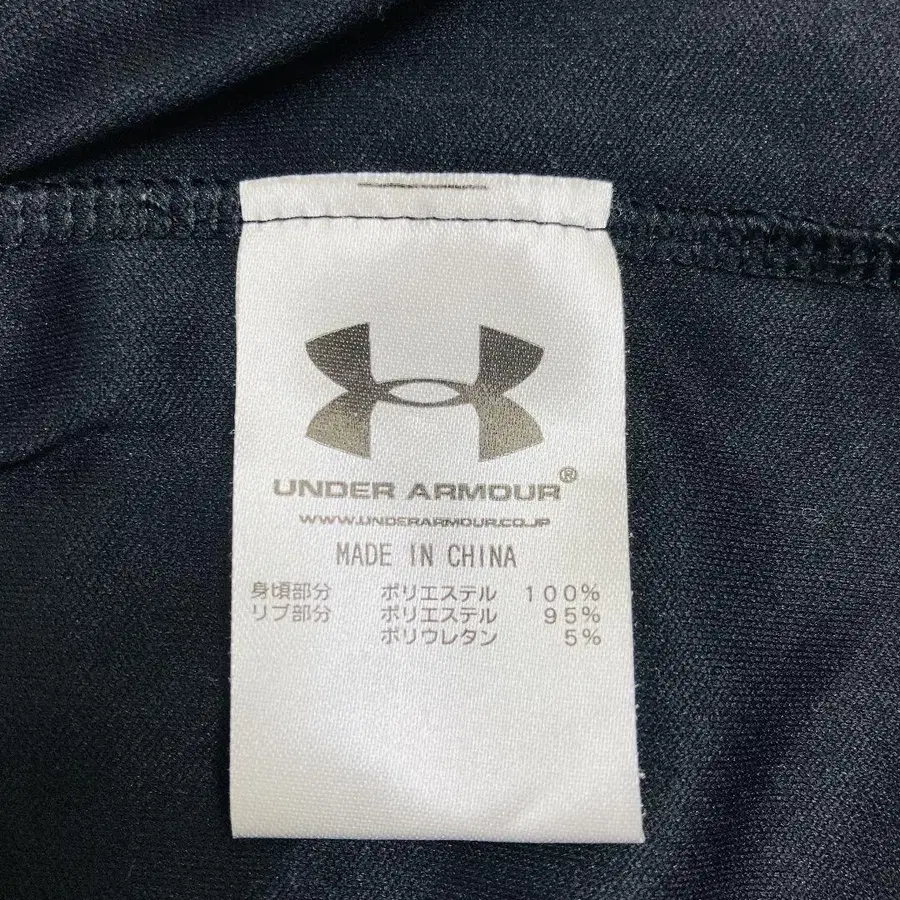 UNDER ARMOUR®
WWW.UNDERARMOUR.CO.JP
MADE IN CHINA
身頃部分 ポリエステル 100%
リブ部分 ポリエステル 95%
ポリウレタン 5%